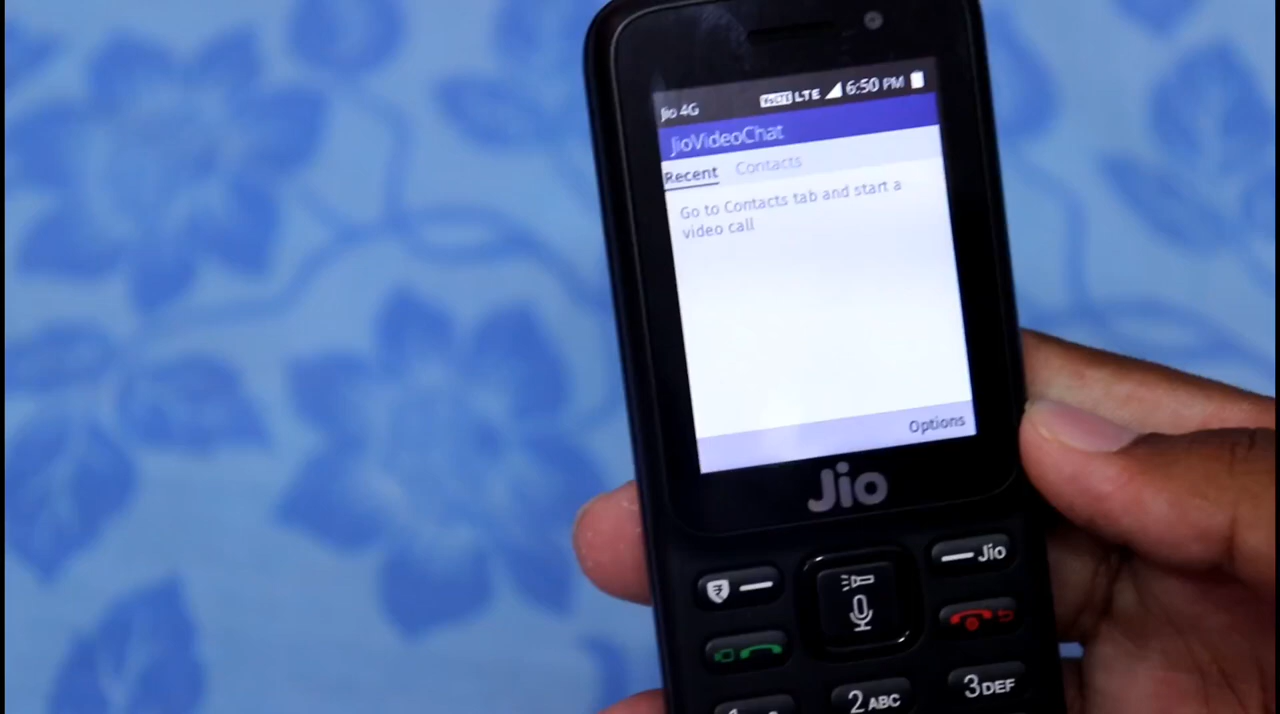 Jio 4G VoLTE LTE 6:50 PM
JioVideoChat
Recent Contacts
Go to Contacts tab and start a
video call
Options
Jio
₹ Jio
2 ABC 3 DEF